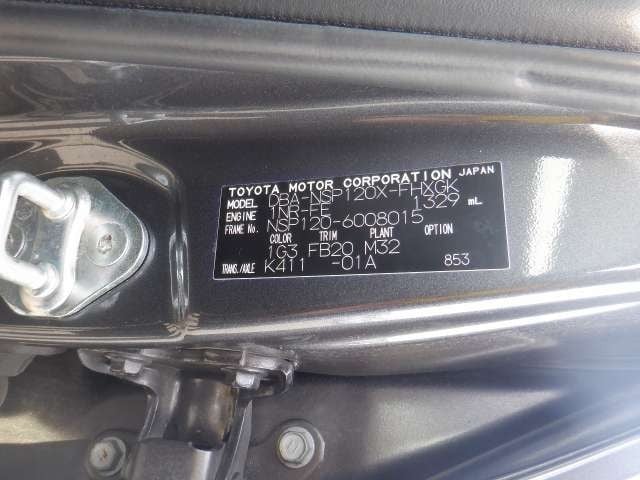 TOYOTA MOTOR CORPORATION JAPAN
MODEL DBA-NSP120X-FHXGK
ENGINE 1NR-FE 1329 mL
FRAME No. NSP120-6008015
COLOR TRIM PLANT OPTION
1G3 FB20 M32
TRANS./AXLE K411 -01A 853